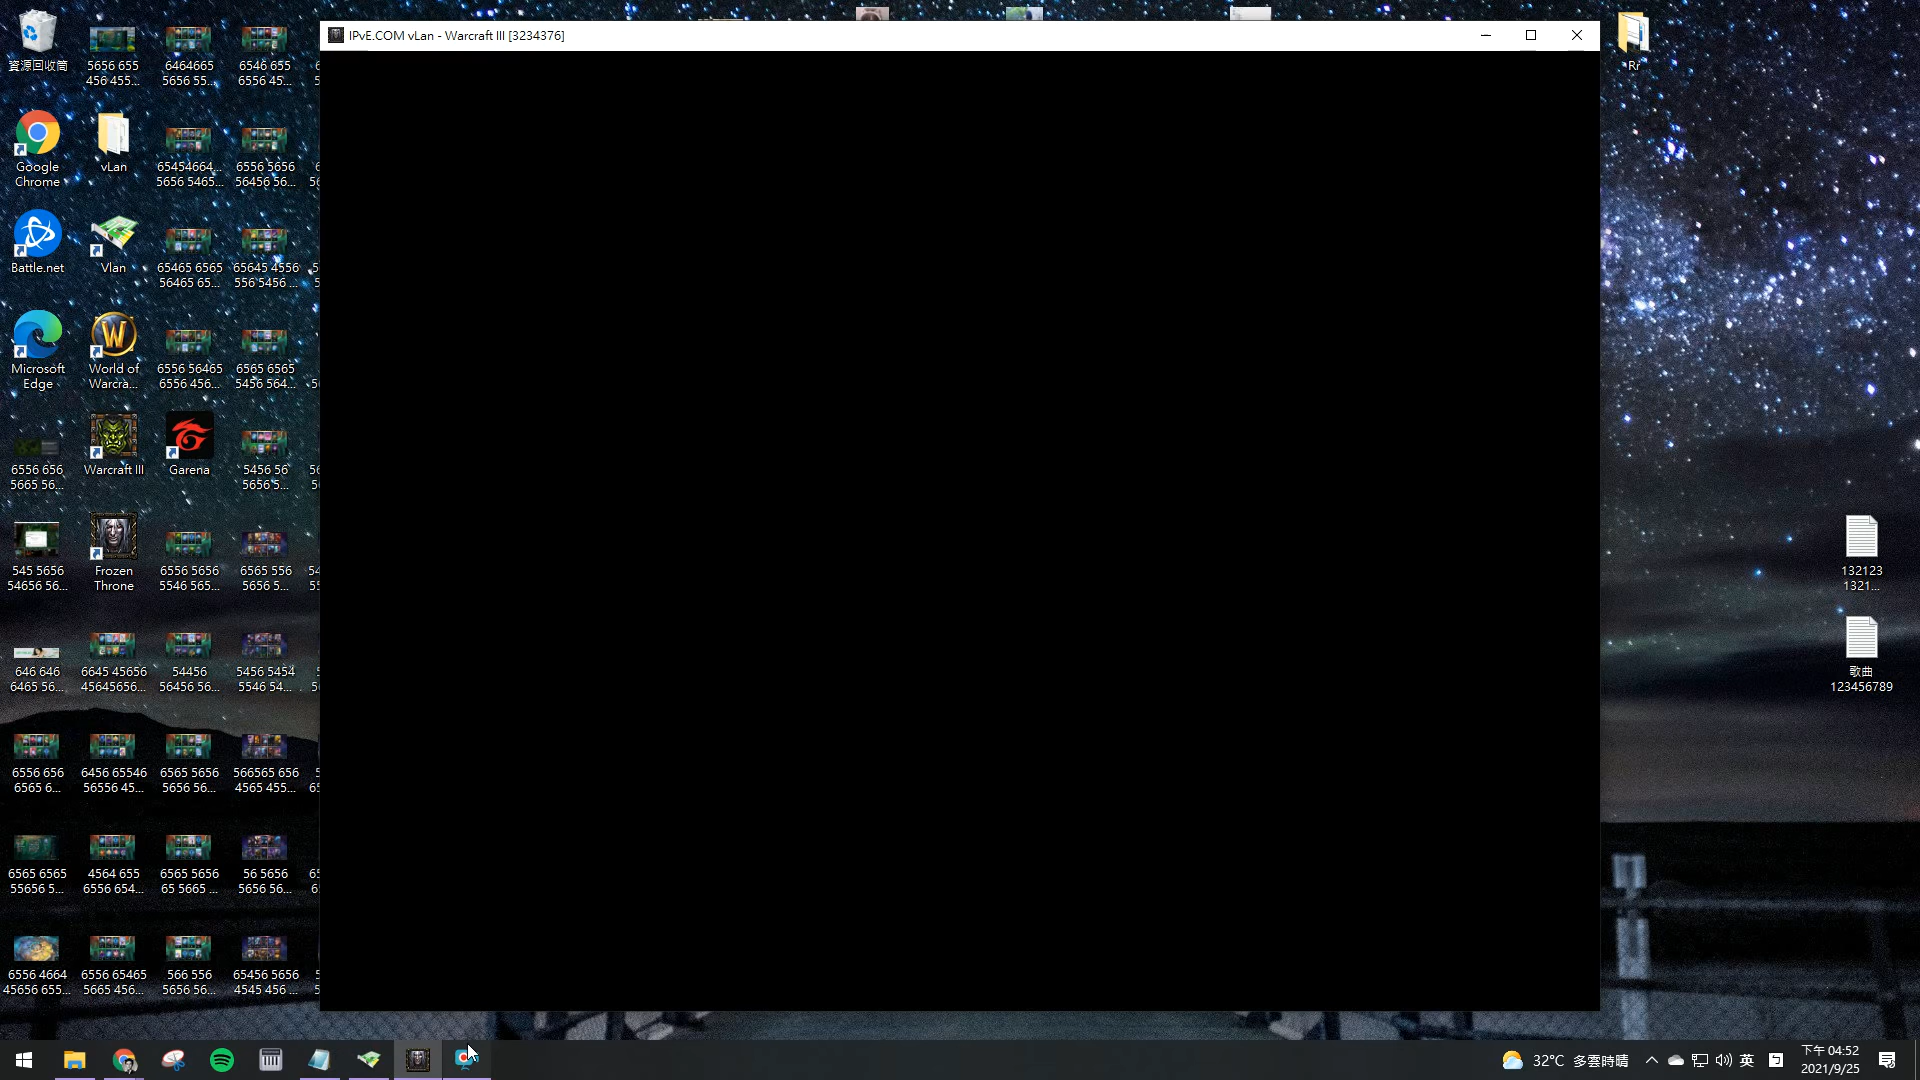 IPvE.COM vLan - Warcraft III [3234376]
資源回收筒
5656 655
456 455...
6464665
5656 55...
6546 655
6556 45...
Rr
Google
Chrome
vLan
65454664...
5656 5465...
6556 5656
56456 56...
Battle.net
Vlan
65465 6565
56465 65...
65645 4556
556 5456 ...
Microsoft
Edge
World of
Warcra...
6556 56465
6556 456...
6565 6565
5456 564...
6556 656
5665 56...
Warcraft III
Garena
5456 56
5656 5...
545 5656
54656 56...
Frozen
Throne
6556 5656
5546 565...
6565 556
5656 5...
132123
1321...
646 646
6465 56...
6645 45656
45645656...
54456
56456 56...
5456 5454
5546 54...
歌曲
123456789
6556 656
6565 6...
6456 65546
56556 45...
6565 5656
5656 56...
566565 656
4565 455...
6565 6565
55656 5...
4564 655
6556 654...
6565 5656
65 5665 ...
56 5656
5656 56...
6556 4664
45656 655...
6556 65465
5665 456...
566 556
5656 56...
65456 5656
4545 456 ...
32°C 多雲時晴
英
下午 04:52
2021/9/25